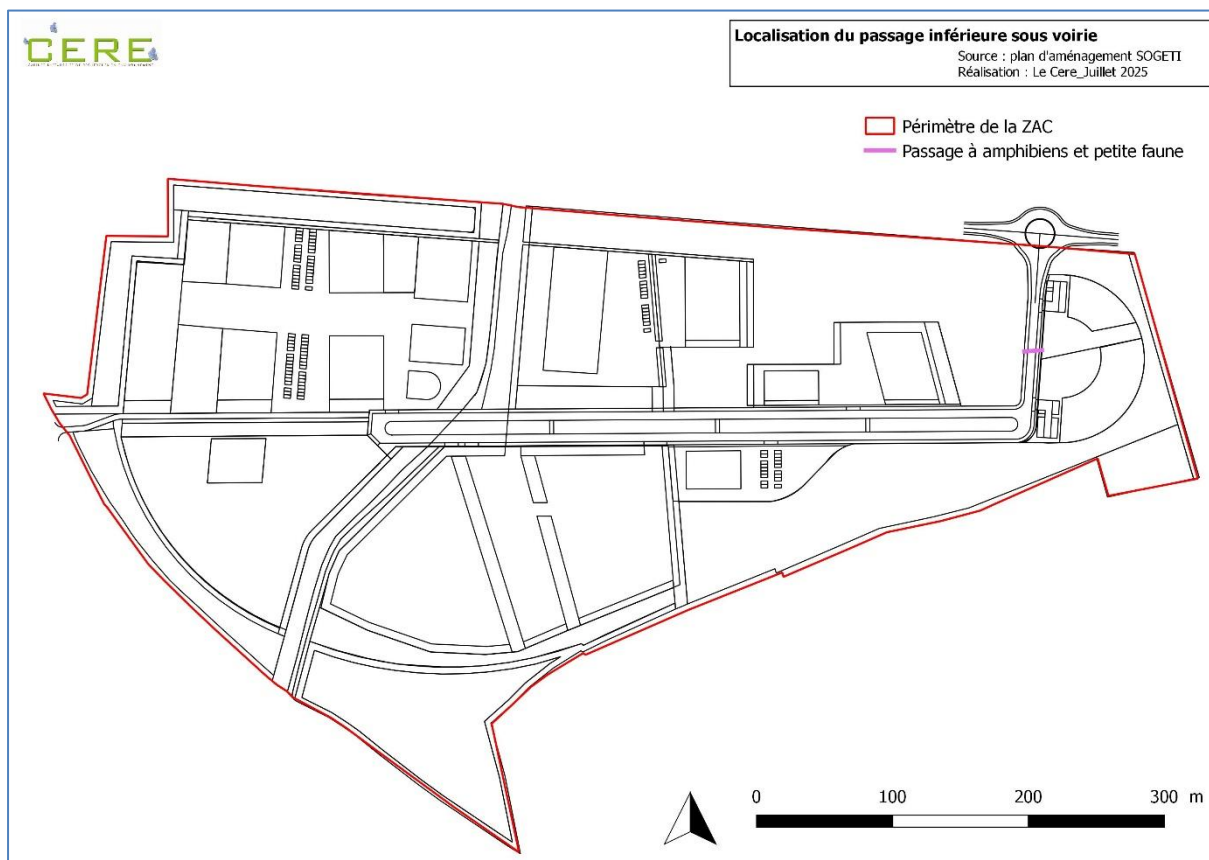 CERE
Localisation du passage inférieure sous voirie
Source : plan d'aménagement SOGETI
Réalisation : Le Cere_Juillet 2025
Périmètre de la ZAC
Passage à amphibiens et petite faune
0 100 200 300 m